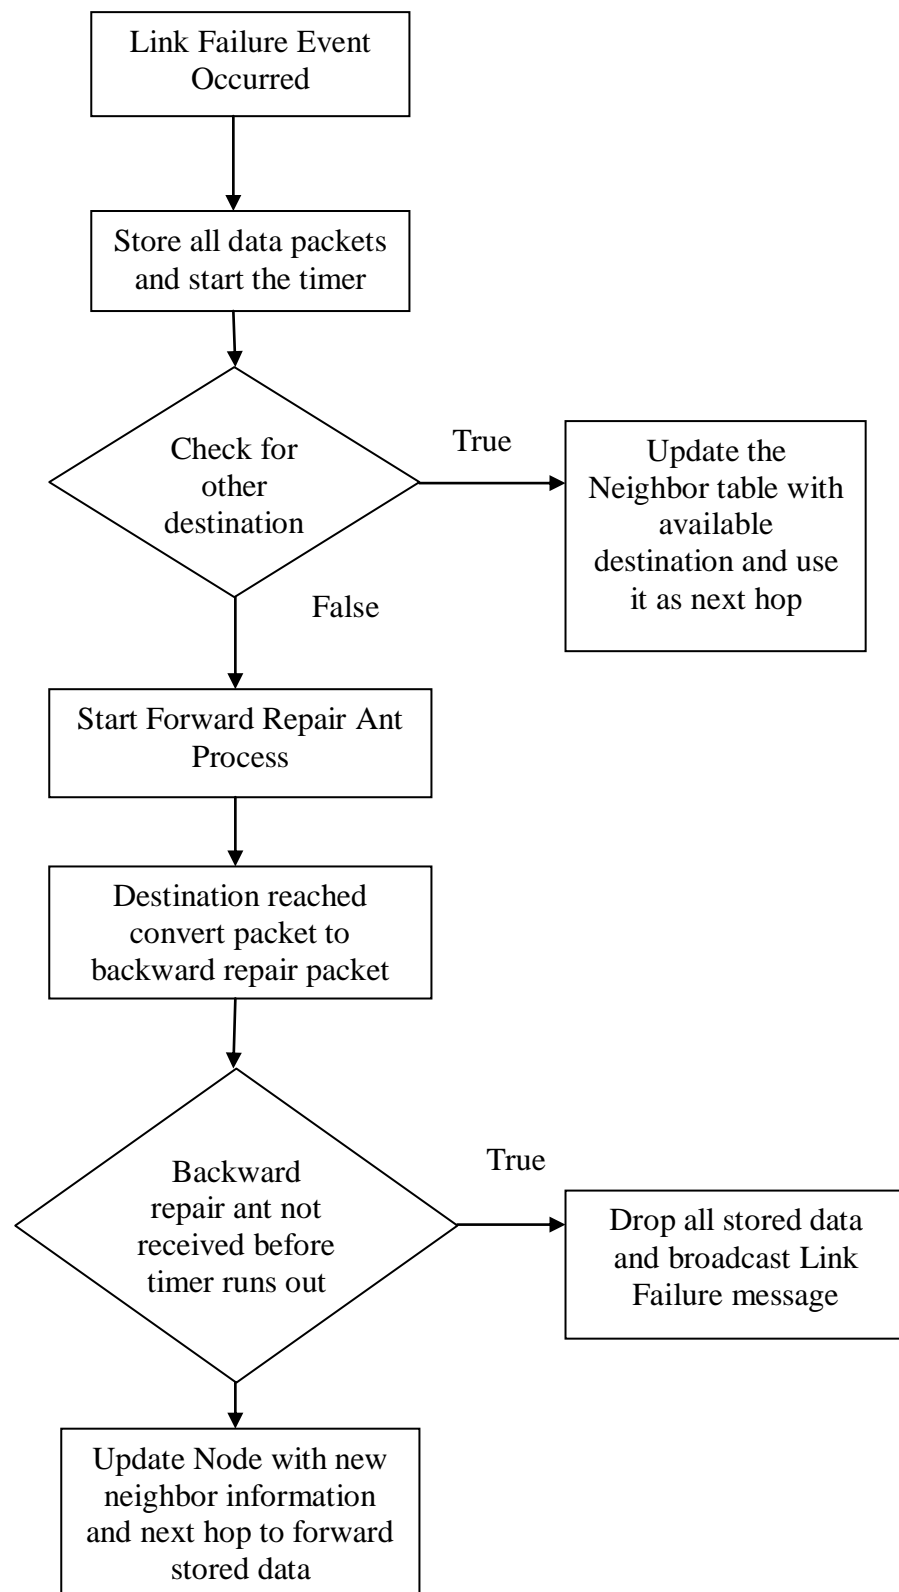 Link Failure Event
Occurred
Store all data packets
and start the timer
Check for
other
destination
True
Update the
Neighbor table with
available
destination and use
it as next hop
False
Start Forward Repair Ant
Process
Destination reached
convert packet to
backward repair packet
Backward
repair ant not
received before
timer runs out
True
Drop all stored data
and broadcast Link
Failure message
Update Node with new
neighbor information
and next hop to forward
stored data